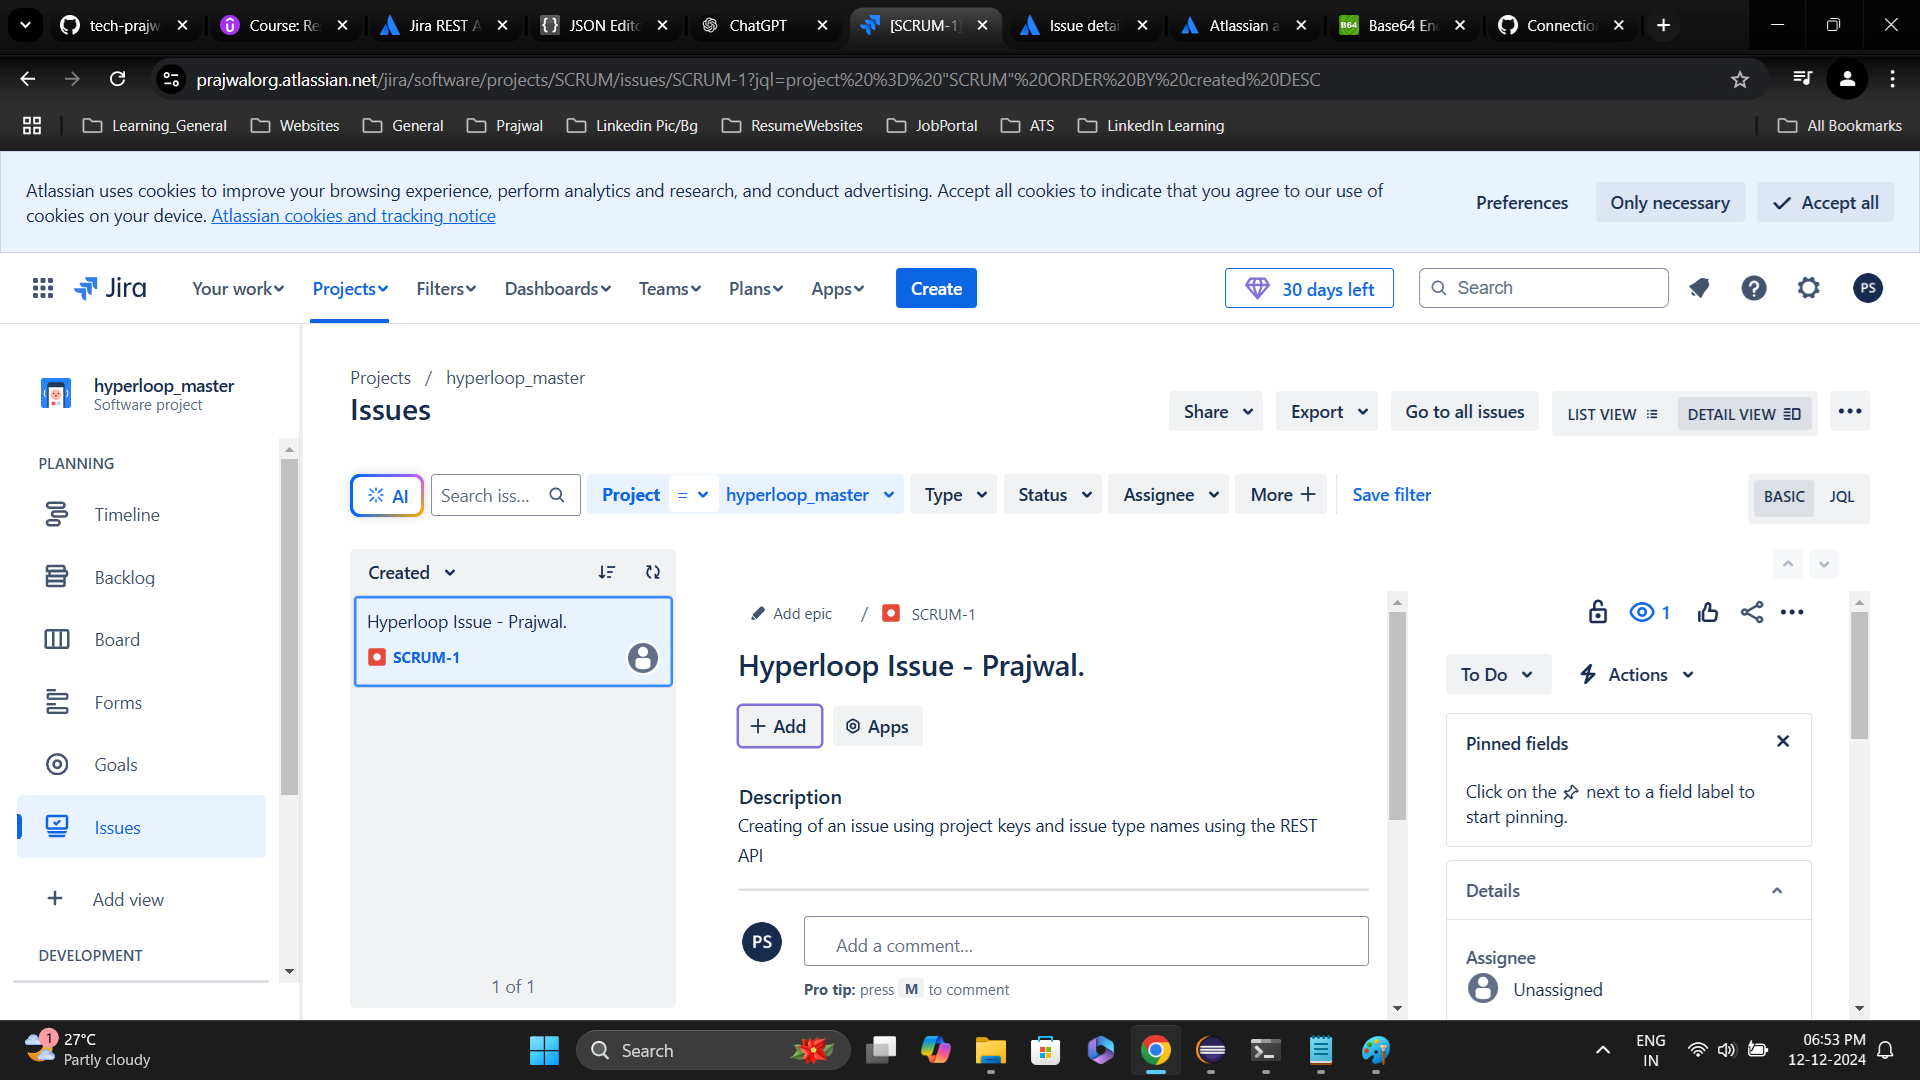 tech-prajw
Course: Re
Jira REST A
JSON Edito
ChatGPT
[SCRUM-1]
Issue detai
Atlassian a
Base64 En
Connectio
prajwalorg.atlassian.net/jira/software/projects/SCRUM/issues/SCRUM-1?jql=project%20%3D%20"SCRUM"%20ORDER%20BY%20created%20DESC
Learning_General
Websites
General
Prajwal
Linkedin Pic/Bg
ResumeWebsites
JobPortal
ATS
LinkedIn Learning
All Bookmarks
Atlassian uses cookies to improve your browsing experience, perform analytics and research, and conduct advertising. Accept all cookies to indicate that you agree to our use of
cookies on your device. Atlassian cookies and tracking notice
Preferences
Only necessary
Accept all
Jira
Your work
Projects
Filters
Dashboards
Teams
Plans
Apps
Create
30 days left
Search
PS
hyperloop_master
Software project
PLANNING
Timeline
Backlog
Board
Forms
Goals
Issues
Add view
DEVELOPMENT
Projects / hyperloop_master
Issues
Share
Export
Go to all issues
LIST VIEW
DETAIL VIEW
AI
Search iss...
Project = hyperloop_master
Type
Status
Assignee
More
Save filter
BASIC
JQL
Created
Hyperloop Issue - Prajwal.
SCRUM-1
1 of 1
Add epic / SCRUM-1
Hyperloop Issue - Prajwal.
Add
Apps
Description
Creating of an issue using project keys and issue type names using the REST
API
PS
Add a comment...
Pro tip: press M to comment
1
To Do
Actions
Pinned fields
Click on the next to a field label to
start pinning.
Details
Assignee
Unassigned
1
27°C
Partly cloudy
Search
ENG
IN
06:53 PM
12-12-2024